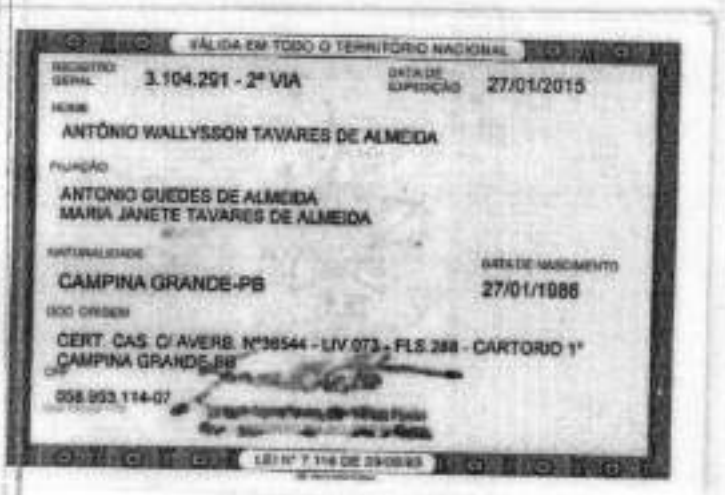 VÁLIDA EM TODO O TERRITÓRIO NACIONAL
REGISTRO GERAL 3.104.291 - 2ª VIA DATA DE EXPEDIÇÃO 27/01/2015
NOME
ANTÔNIO WALLYSSON TAVARES DE ALMEIDA
FILIAÇÃO
ANTONIO GUEDES DE ALMEIDA
MARIA JANETE TAVARES DE ALMEIDA
NATURALIDADE DATA DE NASCIMENTO
CAMPINA GRANDE-PB 27/01/1986
DOC ORIGEM
CERT. CAS. C/ AVERB. Nº36544 - LIV.073 - FLS.288 - CARTORIO 1º
CAMPINA GRANDE-PB
CPF
058.953.114-07
LEI Nº 7.116 DE 29/08/83